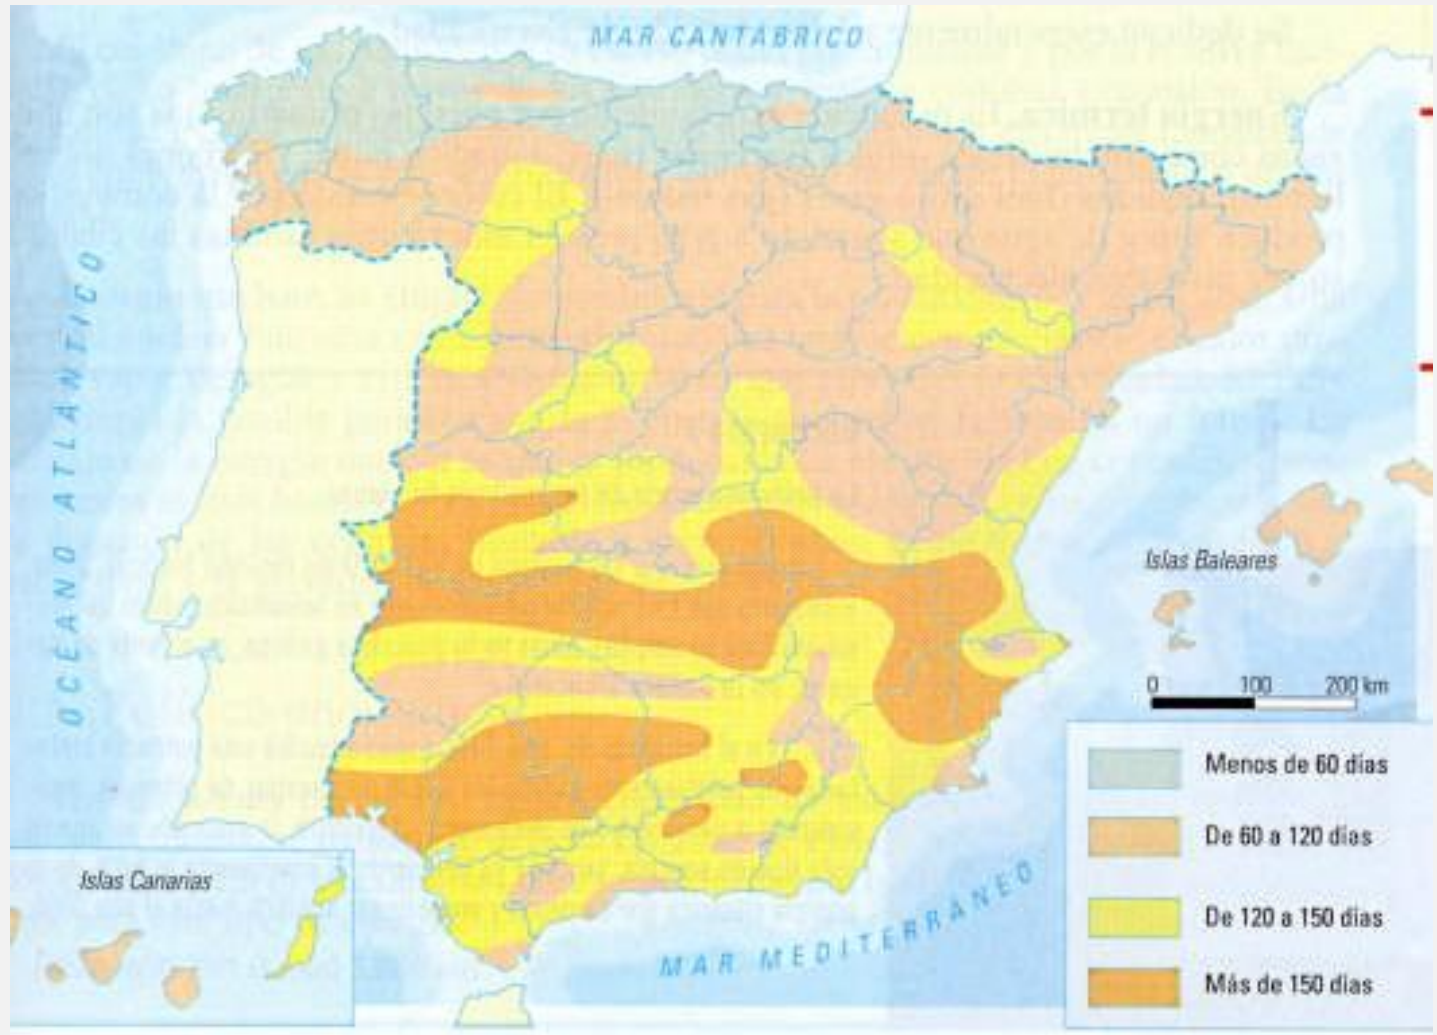 MAR CANTÁBRICO
OCÉANO ATLÁNTICO
Islas Baleares
0 100 200 km
Menos de 60 días
De 60 a 120 días
De 120 a 150 días
Más de 150 días
Islas Canarias
MAR MEDITERRÁNEO